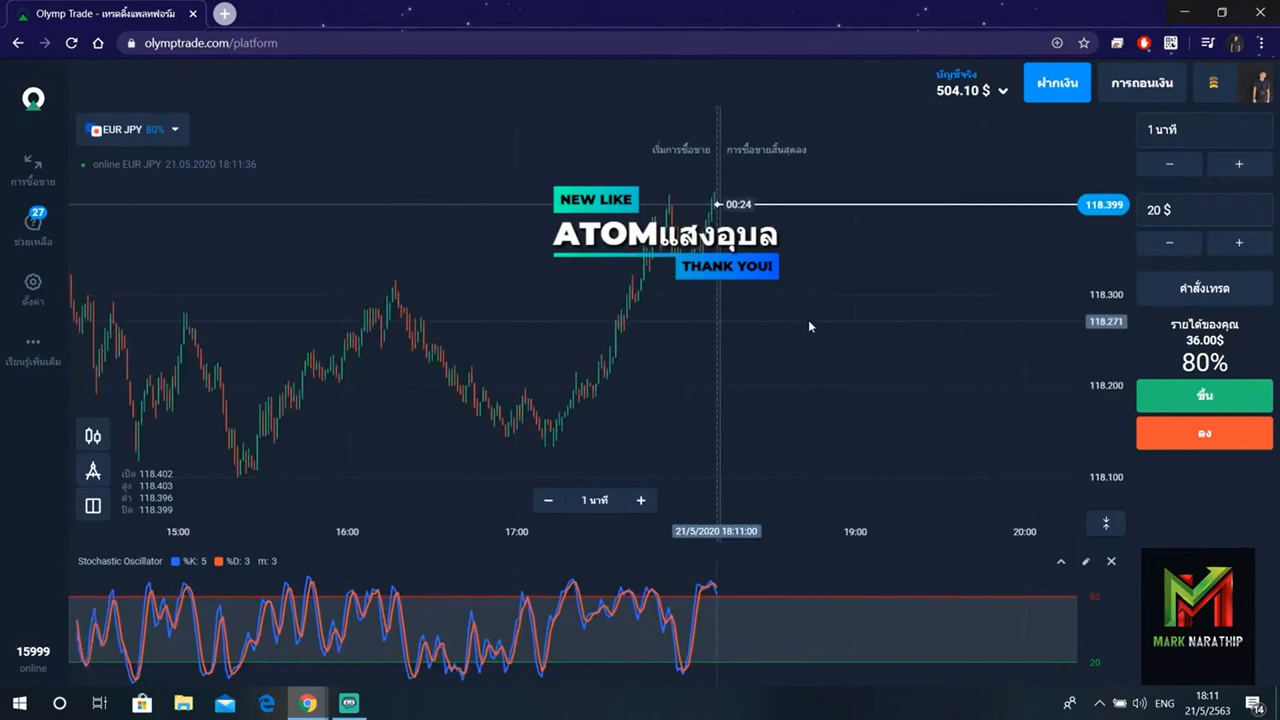 Olymp Trade - เทรดดิ้งแพลทฟอร์ม
olymptrade.com/platform
บัญชีจริง
504.10 $
ฝากเงิน
การถอนเงิน
EUR JPY 80%
online EUR JPY 21.05.2020 18:11:36
การซื้อขาย
27
ช่วยเหลือ
ตั้งค่า
เรียนรู้เพิ่มเติม
15999
online
เริ่มการซื้อขาย
การซื้อขายสิ้นสุดลง
NEW LIKE
ATOMแสงอุบล
THANK YOU!
00:24
118.399
118.300
118.271
118.200
118.100
1 นาที
20 $
คำสั่งเทรด
รายได้ของคุณ
36.00$
80%
ขึ้น
ลง
เปิด 118.402
สูง 118.403
ต่ำ 118.396
ปิด 118.399
1 นาที
15:00
16:00
17:00
21/5/2020 18:11:00
19:00
20:00
Stochastic Oscillator %K: 5 %D: 3 m: 3
80
20
MARK NARATHIP
ENG
18:11
21/5/2563
14